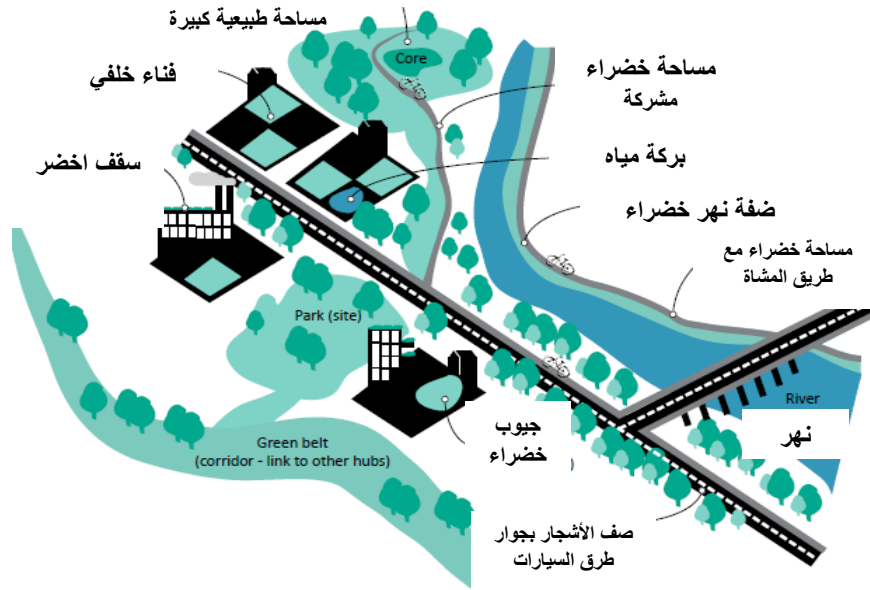 مساحة طبيعية كبيرة
Core
فناء خلفي
مساحة خضراء
مشركة
سقف اخضر
بركة مياه
ضفة نهر خضراء
مساحة خضراء مع
طريق المشاة
Park (site)
River
نهر
جيوب
خضراء
Green belt
(corridor - link to other hubs)
صف الأشجار بجوار
طرق السيارات